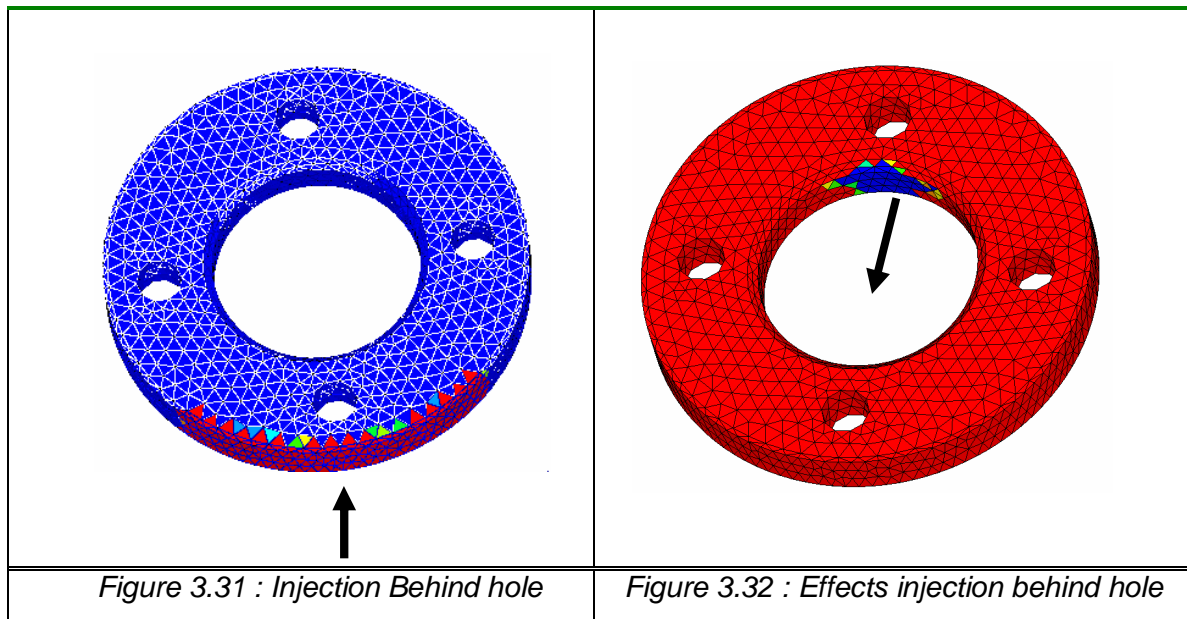 Figure 3.31 : Injection Behind hole
Figure 3.32 : Effects injection behind hole